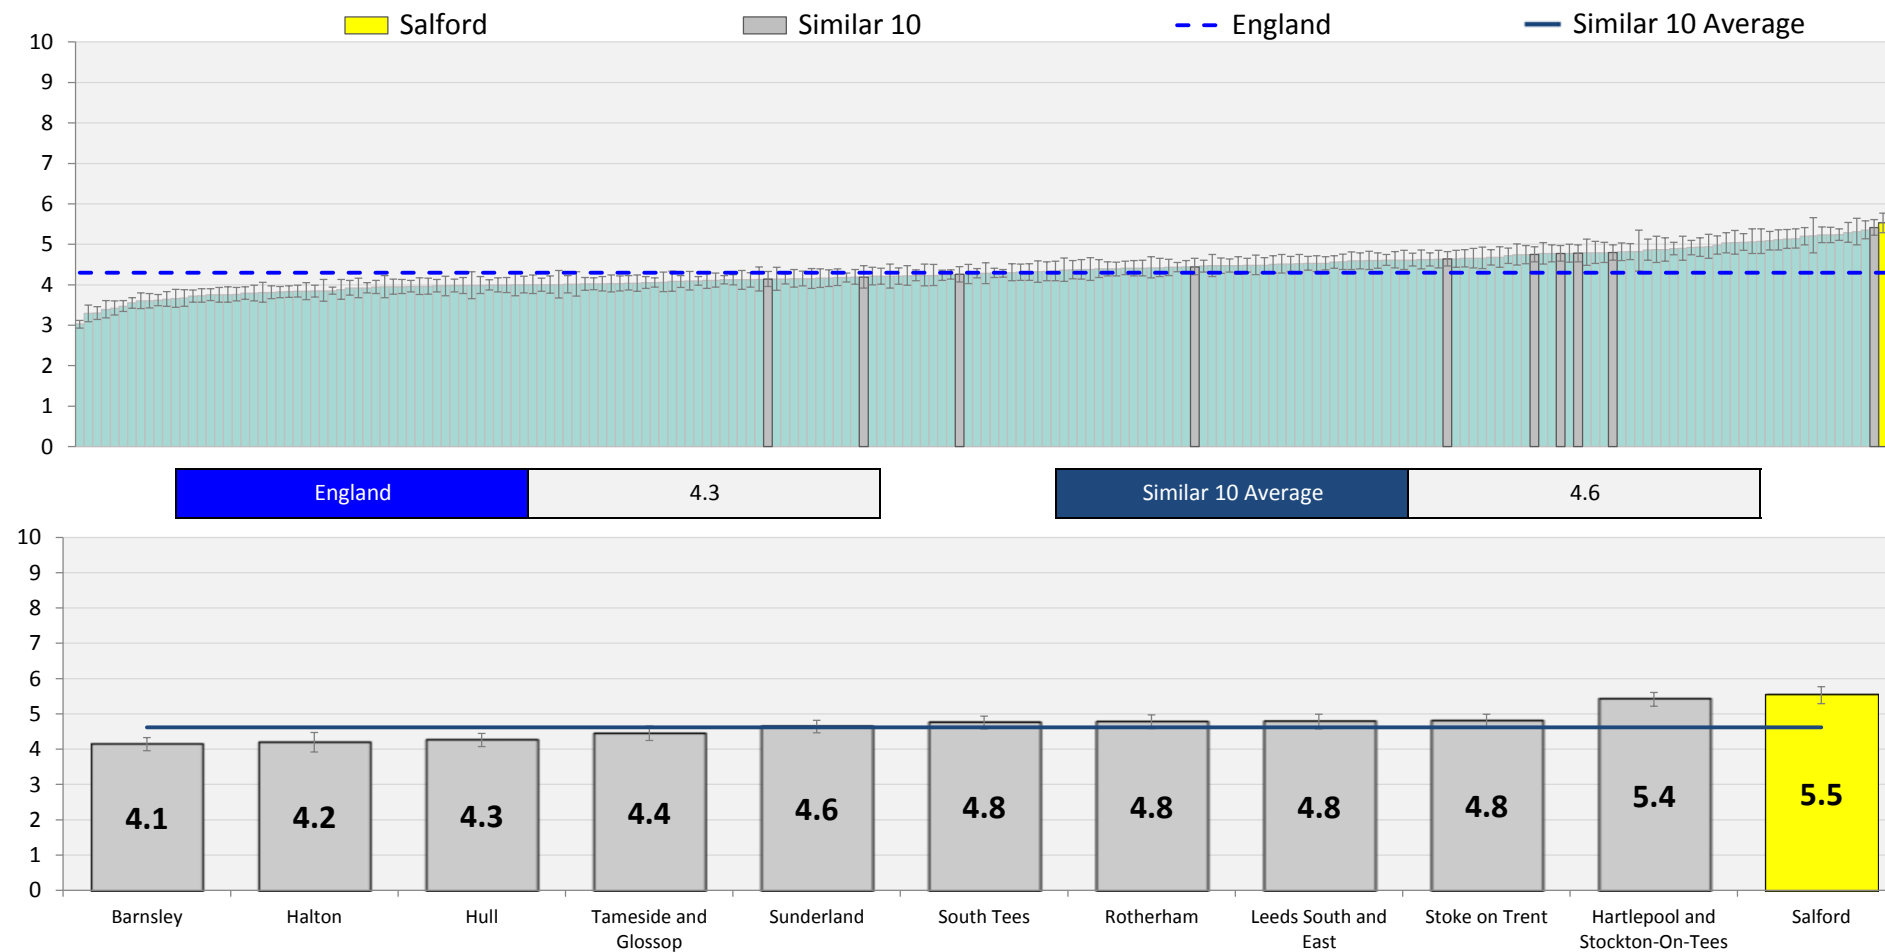 Salford
Similar 10
England
Similar 10 Average
10
9
8
7
6
5
4
3
2
1
0
England
4.3
Similar 10 Average
4.6
10
9
8
7
6
5
4
3
2
1
0
4.1
4.2
4.3
4.4
4.6
4.8
4.8
4.8
4.8
5.4
5.5
Barnsley
Halton
Hull
Tameside and
Glossop
Sunderland
South Tees
Rotherham
Leeds South and
East
Stoke on Trent
Hartlepool and
Stockton-On-Tees
Salford